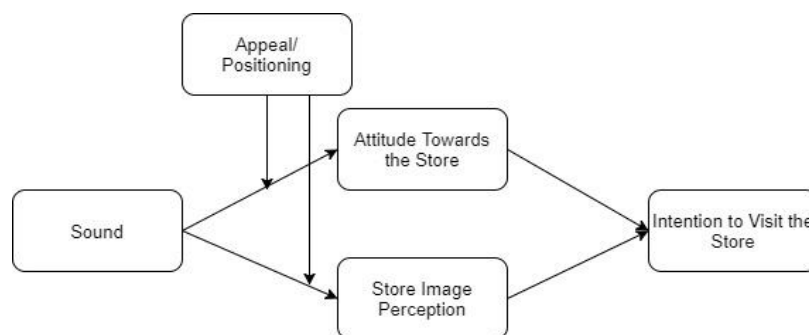 Appeal/
Positioning
Attitude Towards
the Store
Sound
Intention to Visit the
Store
Store Image
Perception